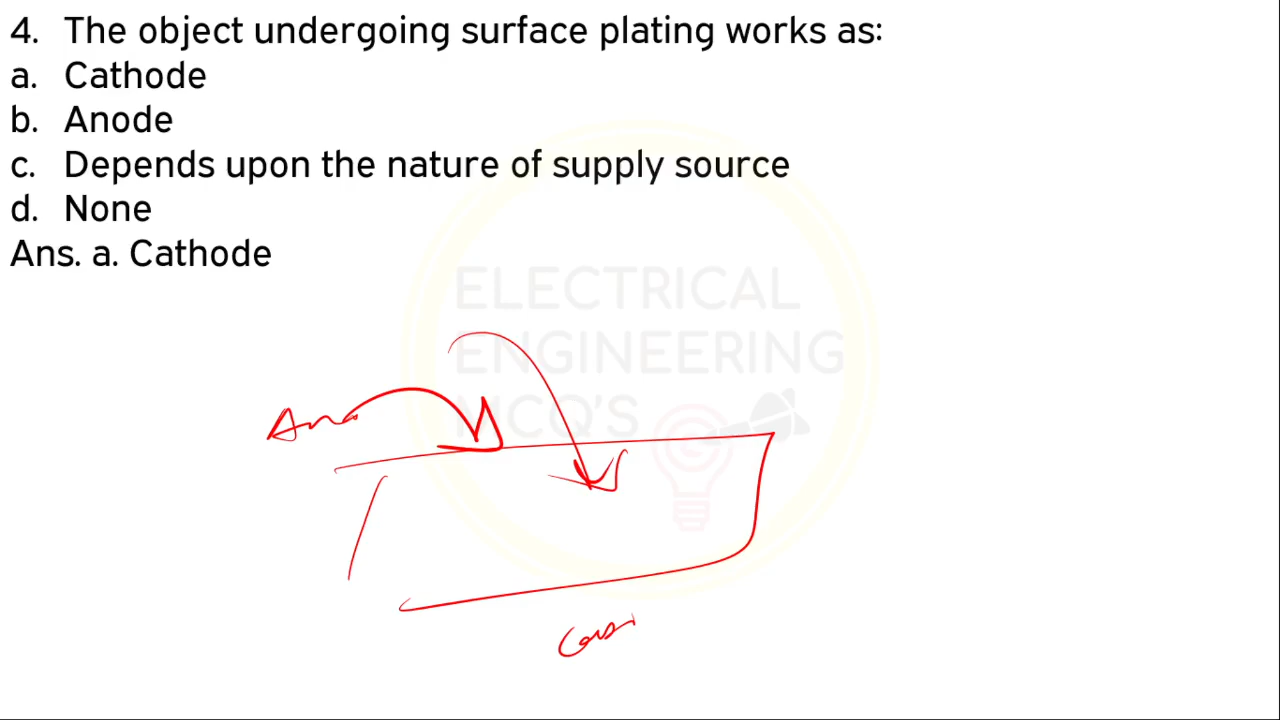 4. The object undergoing surface plating works as:
a. Cathode
b. Anode
c. Depends upon the nature of supply source
d. None
Ans. a. Cathode
ELECTRICAL
ENGINEERING
MCQ'S
Ano